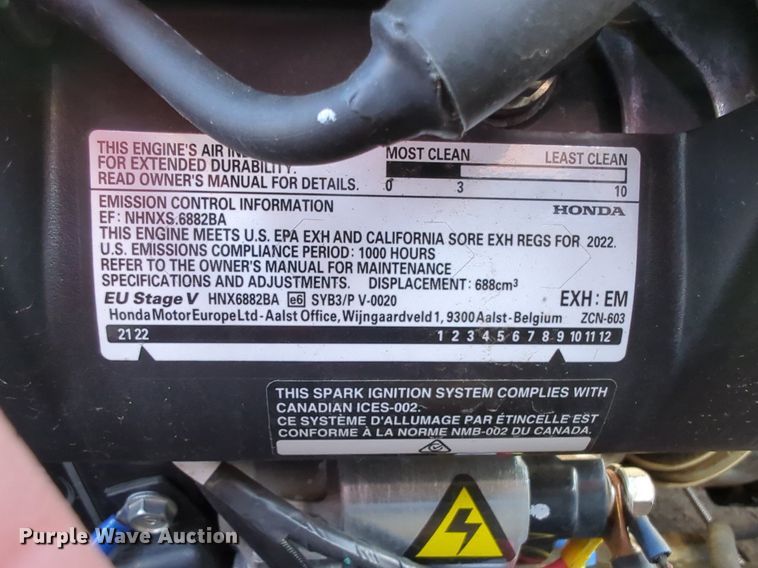 THIS ENGINE'S AIR
FOR EXTENDED DURABILITY.
READ OWNER'S MANUAL FOR DETAILS.
MOST CLEAN LEAST CLEAN
0 3 10
EMISSION CONTROL INFORMATION HONDA
EF: NHNXS.6882BA
THIS ENGINE MEETS U.S. EPA EXH AND CALIFORNIA SORE EXH REGS FOR 2022.
U.S. EMISSIONS COMPLIANCE PERIOD: 1000 HOURS
REFER TO THE OWNER'S MANUAL FOR MAINTENANCE
SPECIFICATIONS AND ADJUSTMENTS. DISPLACEMENT: 688cm³
EU Stage V HNX6882BA e6 SYB3/P V-0020 EXH: EM
Honda Motor Europe Ltd - Aalst Office, Wijngaardveld 1, 9300 Aalst - Belgium ZCN-603
21 22 1 2 3 4 5 6 7 8 9 10 11 12
THIS SPARK IGNITION SYSTEM COMPLIES WITH
CANADIAN ICES-002.
CE SYSTÈME D'ALLUMAGE PAR ÉTINCELLE EST
CONFORME À LA NORME NMB-002 DU CANADA.
Purple Wave Auction